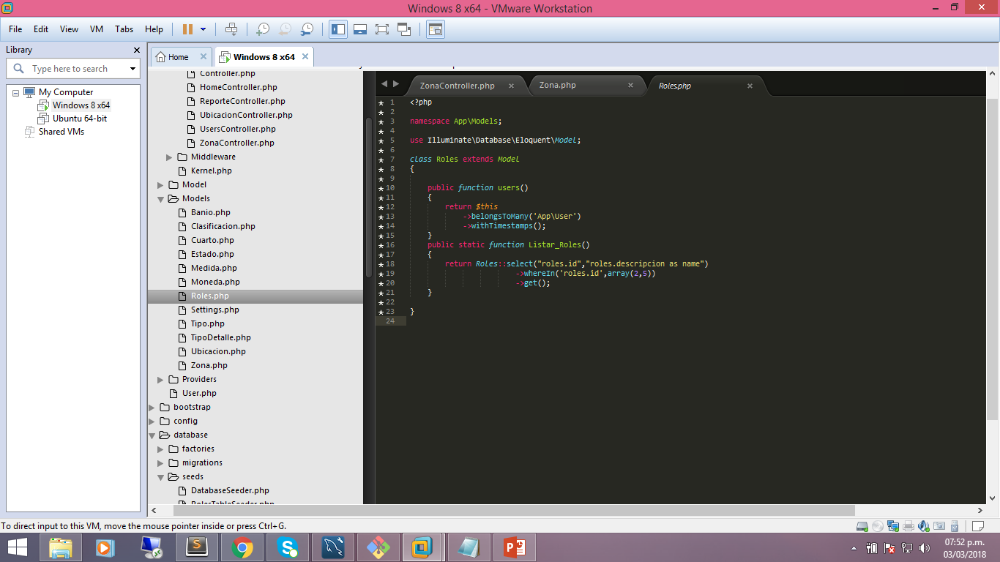 Windows 8 x64 - VMware Workstation
File Edit View VM Tabs Help
Library
Type here to search
My Computer
Windows 8 x64
Ubuntu 64-bit
Shared VMs
Home
Windows 8 x64
Controller.php
HomeController.php
ReporteController.php
UbicacionController.php
UsersController.php
ZonaController.php
Middleware
Kernel.php
Model
Models
Banio.php
Clasificacion.php
Cuarto.php
Estado.php
Medida.php
Moneda.php
Roles.php
Settings.php
Tipo.php
TipoDetalle.php
Ubicacion.php
Zona.php
Providers
User.php
bootstrap
config
database
factories
migrations
seeds
DatabaseSeeder.php
RolesTableSeeder.php
ZonaController.php
Zona.php
Roles.php
1 <?php
2
3 namespace App\Models;
4
5 use Illuminate\Database\Eloquent\Model;
6
7 class Roles extends Model
8 {
9
10 public function users()
11 {
12 return $this
13 ->belongsToMany('App\User')
14 ->withTimestamps();
15 }
16 public static function Listar_Roles()
17 {
18 return Roles::select("roles.id","roles.descripcion as name")
19 ->whereIn('roles.id',array(2,5))
20 ->get();
21 }
22
23 }
24
To direct input to this VM, move the mouse pointer inside or press Ctrl+G.
07:52 p.m.
03/03/2018